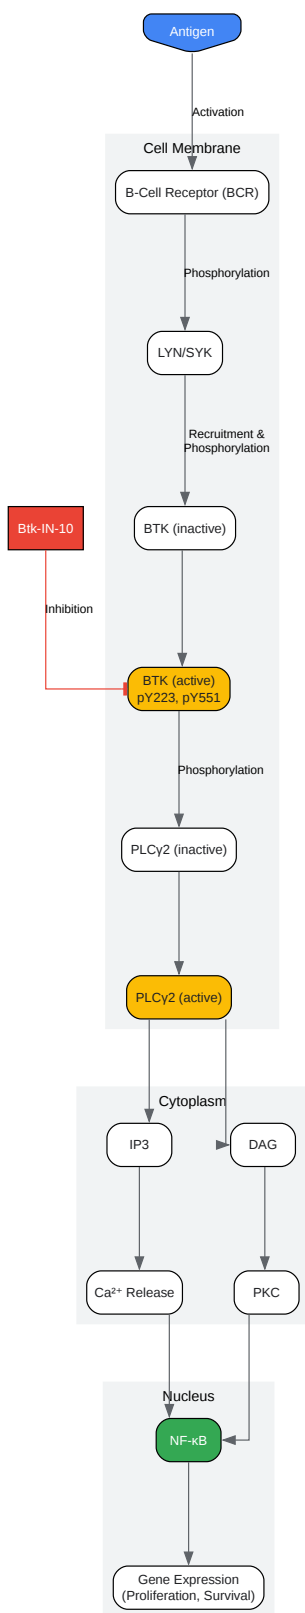 Antigen
Activation
Cell Membrane
B-Cell Receptor (BCR)
Phosphorylation
LYN/SYK
Recruitment &
Phosphorylation
Btk-IN-10
BTK (inactive)
Inhibition
BTK (active)
pY223, pY551
Phosphorylation
PLCγ2 (inactive)
PLCγ2 (active)
Cytoplasm
IP3
DAG
Ca²⁺ Release
PKC
Nucleus
NF-κB
Gene Expression
(Proliferation, Survival)